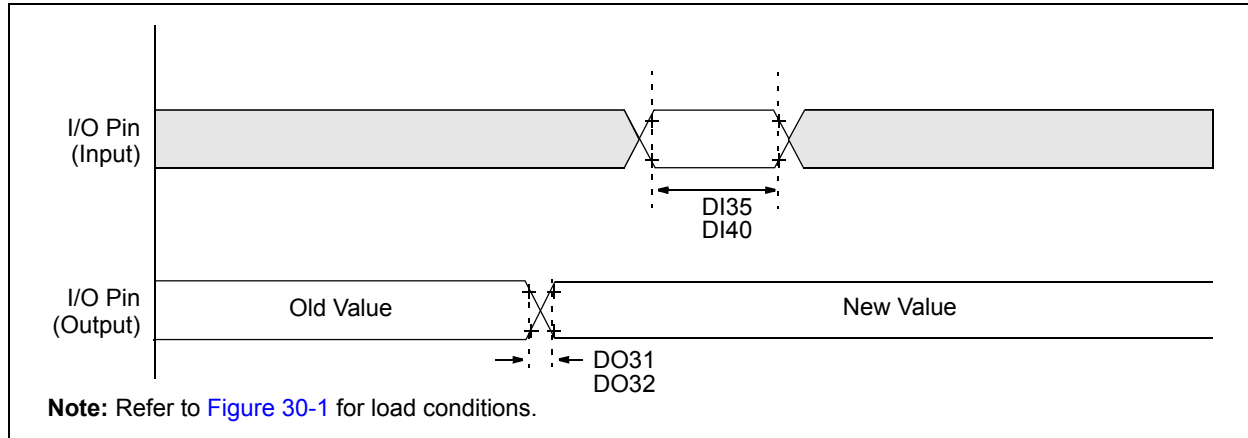 I/O Pin
(Input)
DI35
DI40
I/O Pin
(Output)
Old Value
New Value
DO31
DO32
Note: Refer to Figure 30-1 for load conditions.